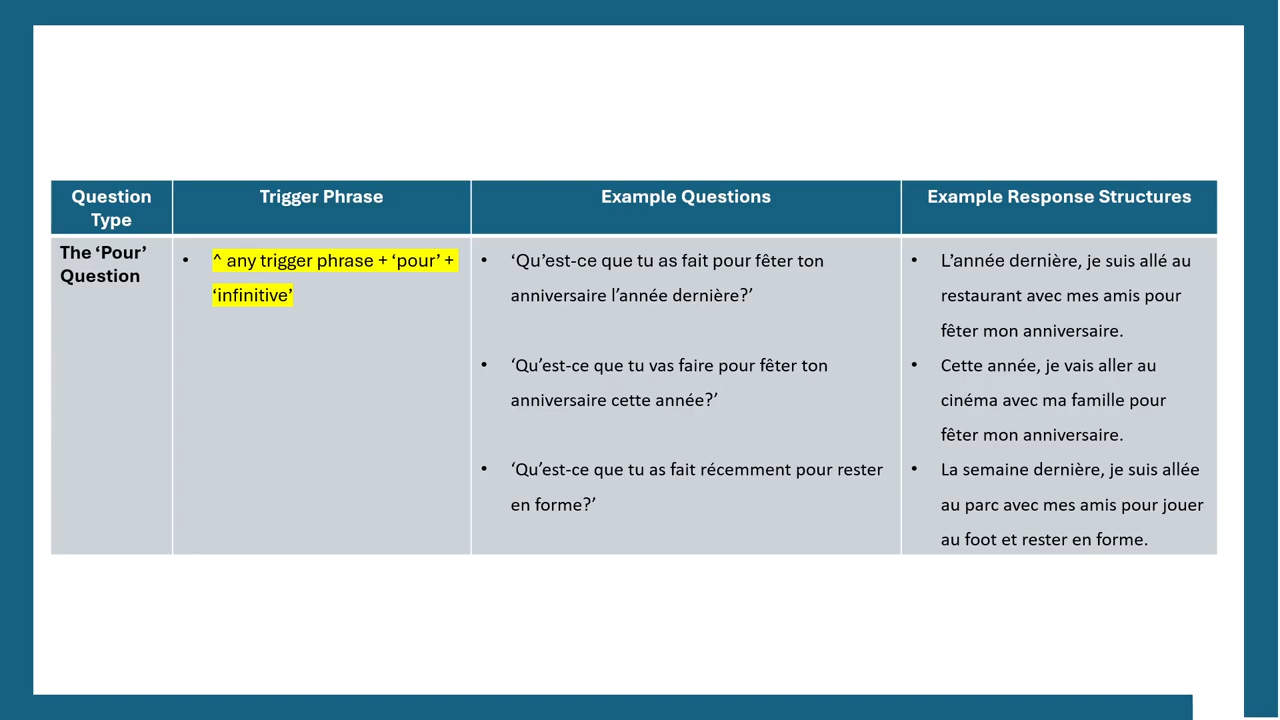 Question
Type
Trigger Phrase
Example Questions
Example Response Structures
The ‘Pour’
Question
• ^ any trigger phrase + ‘pour’ +
‘infinitive’
• ‘Qu’est-ce que tu as fait pour fêter ton
anniversaire l’année dernière?’
• ‘Qu’est-ce que tu vas faire pour fêter ton
anniversaire cette année?’
• ‘Qu’est-ce que tu as fait récemment pour rester
en forme?’
• L’année dernière, je suis allé au
restaurant avec mes amis pour
fêter mon anniversaire.
• Cette année, je vais aller au
cinéma avec ma famille pour
fêter mon anniversaire.
• La semaine dernière, je suis allée
au parc avec mes amis pour jouer
au foot et rester en forme.